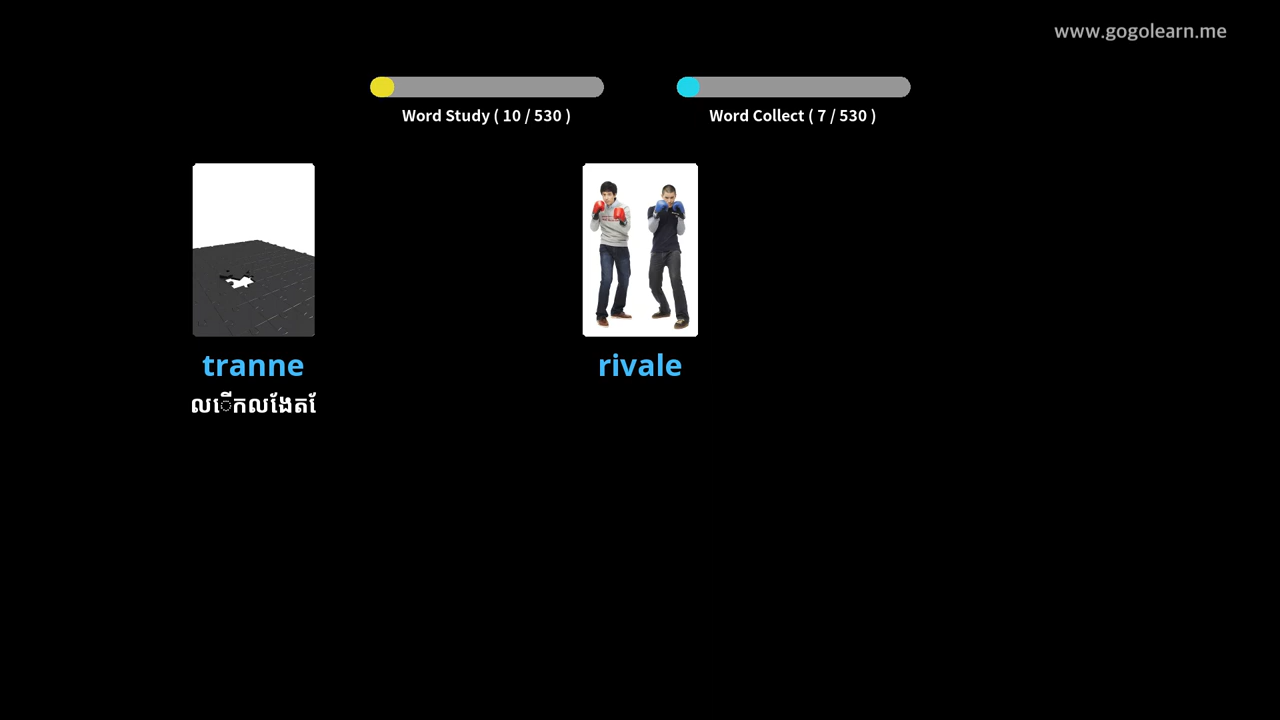 www.gogolearn.me
Word Study ( 10 / 530 )
Word Collect ( 7 / 530 )
tranne
rivale
លើកលែងតែ